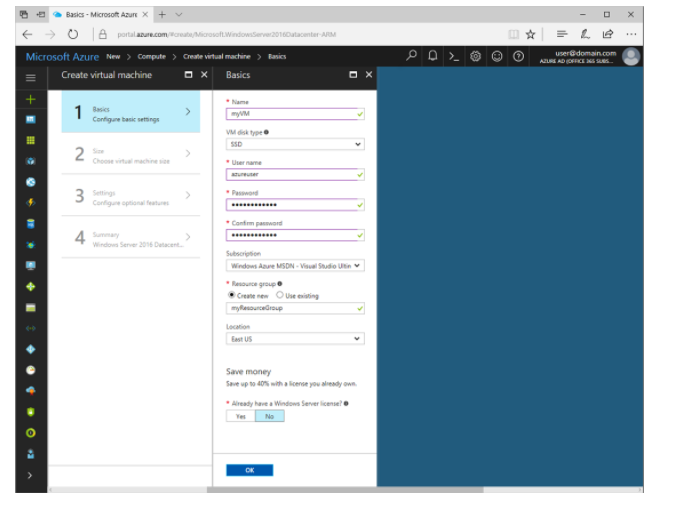 Basics - Microsoft Azure
portal.azure.com/#create/Microsoft.WindowsServer2016Datacenter-ARM
Microsoft Azure New > Compute > Create virtual machine > Basics
user@domain.com
AZURE AD (OFFICE 365 SUBS...
Create virtual machine
1 Basics
Configure basic settings
2 Size
Choose virtual machine size
3 Settings
Configure optional features
4 Summary
Windows Server 2016 Datacent...
Basics
* Name
myVM
VM disk type
SSD
* User name
azureuser
* Password
••••••••••••
* Confirm password
••••••••••••
Subscription
Windows Azure MSDN - Visual Studio Ultin
* Resource group
Create new Use existing
myResourceGroup
Location
East US
Save money
Save up to 40% with a license you already own.
* Already have a Windows Server license?
Yes No
OK